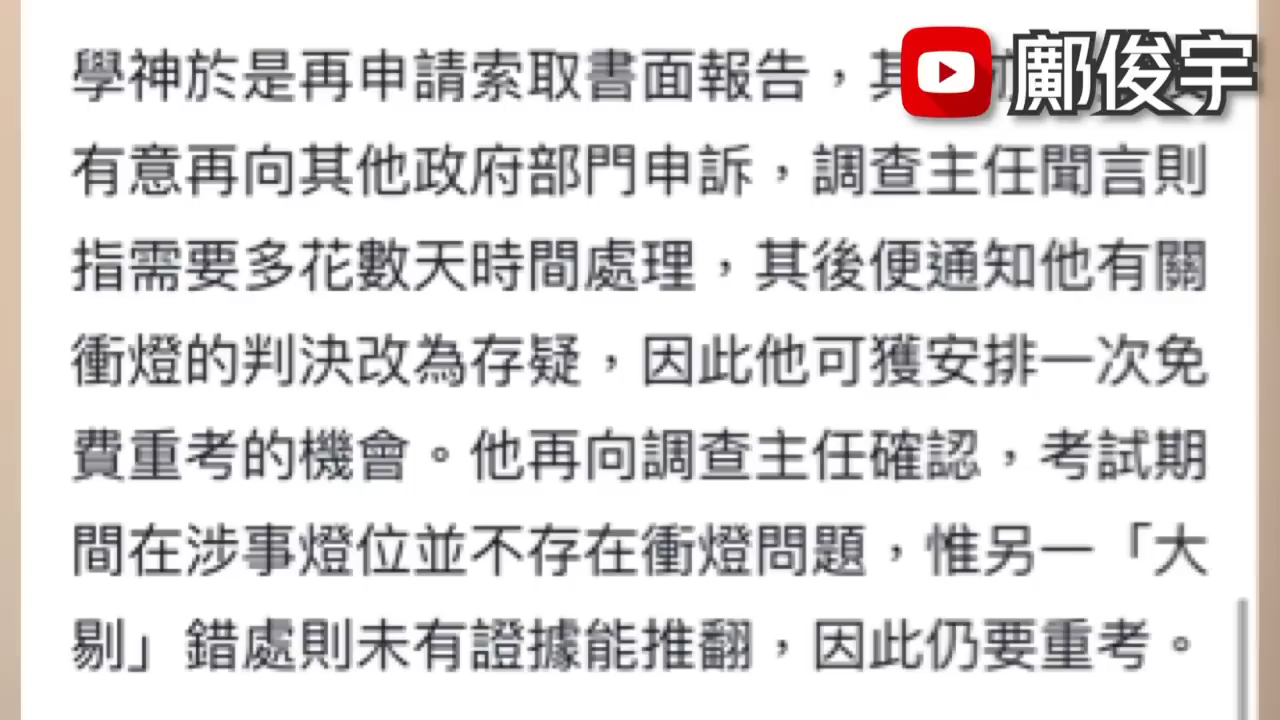 學神於是再申請索取書面報告，其
鄺俊宇
有意再向其他政府部門申訴，調查主任聞言則
指需要多花數天時間處理，其後便通知他有關
衝燈的判決改為存疑，因此他可獲安排一次免
費重考的機會。他再向調查主任確認，考試期
間在涉事燈位並不存在衝燈問題，惟另一「大
剔」錯處則未有證據能推翻，因此仍要重考。